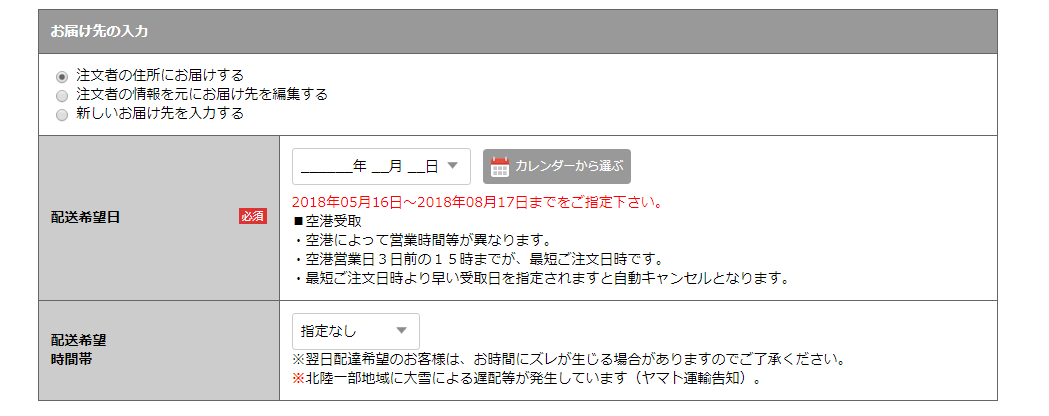 お届け先の入力
注文者の住所にお届けする
注文者の情報を元にお届け先を編集する
新しいお届け先を入力する
配送希望日 必須
______年 __月 __日 カレンダーから選ぶ
2018年05月16日～2018年08月17日までをご指定下さい。
■空港受取
・空港によって営業時間等が異なります。
・空港営業日３日前の１５時までが、最短ご注文日時です。
・最短ご注文日時より早い受取日を指定されますと自動キャンセルとなります。
配送希望
時間帯
指定なし
※翌日配達希望のお客様は、お時間にズレが生じる場合がありますのでご了承ください。
※北陸一部地域に大雪による遅配等が発生しています（ヤマト運輸告知）。